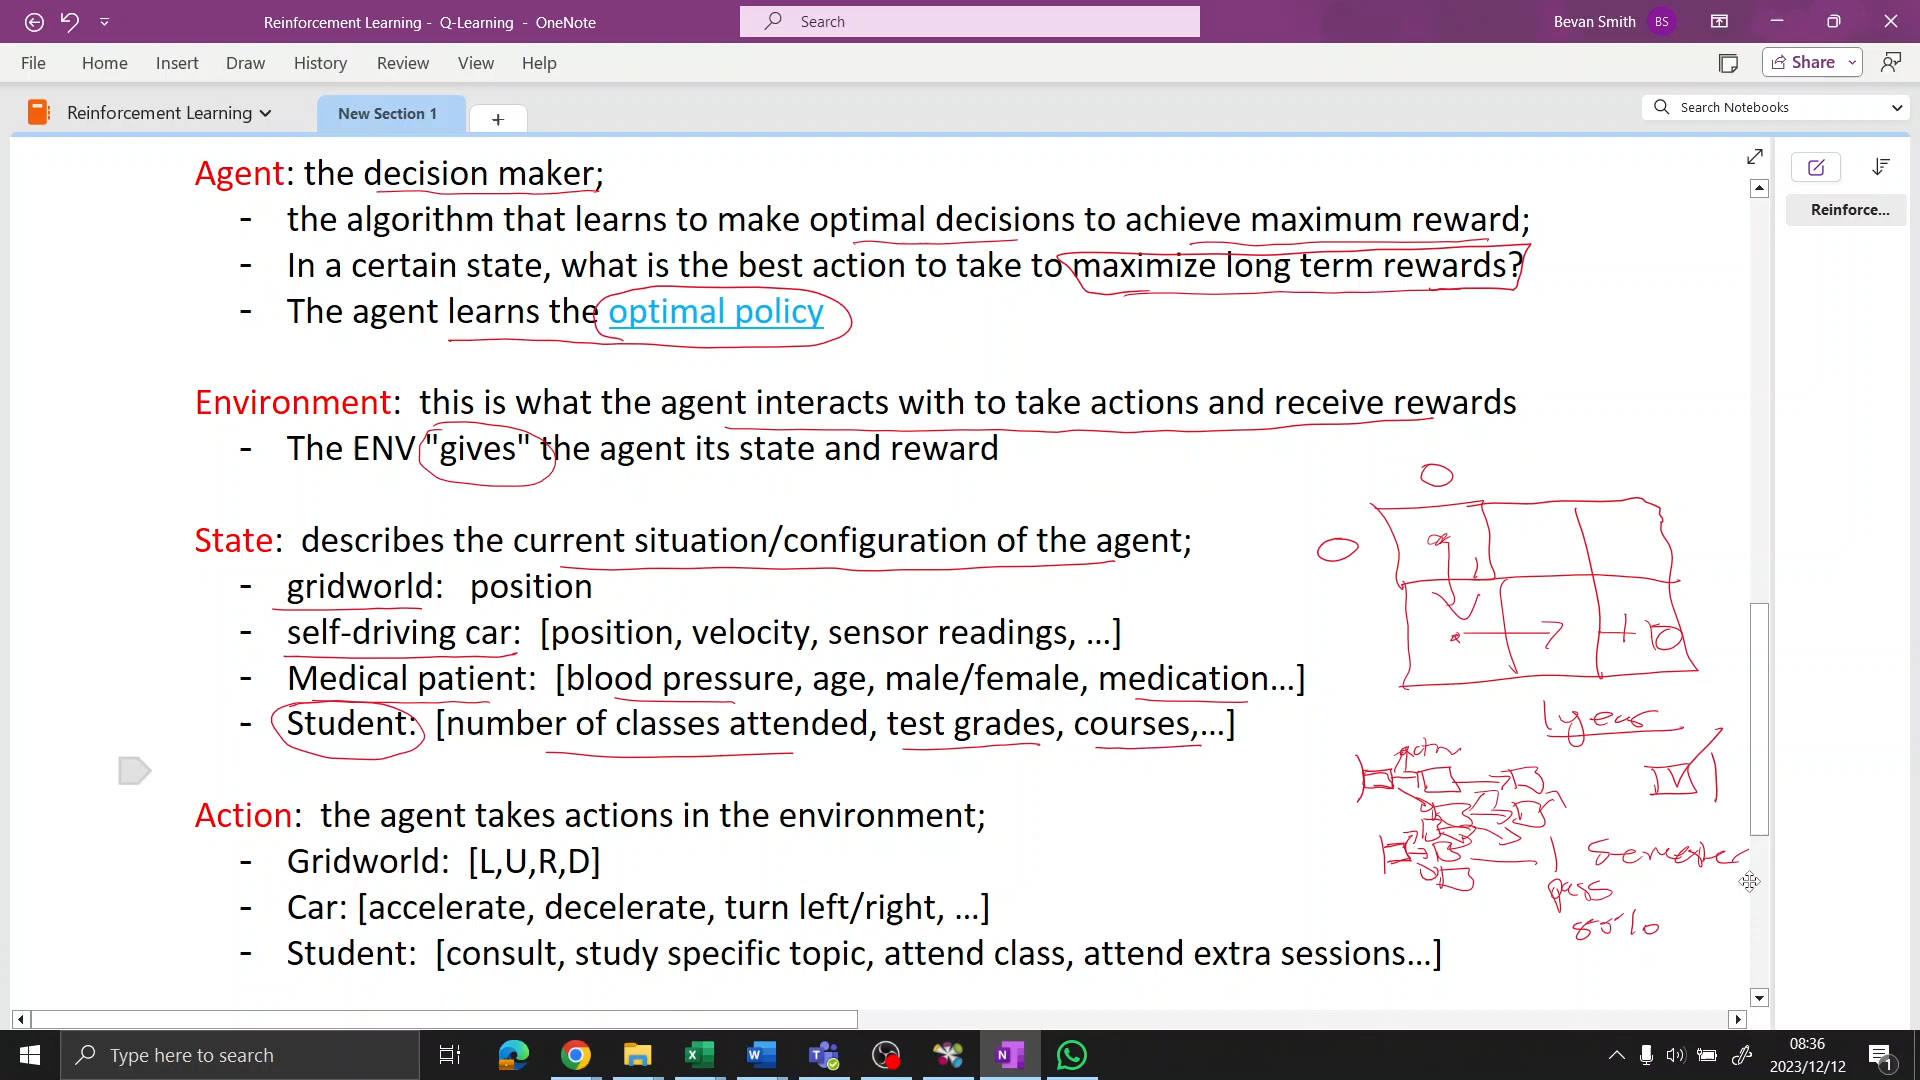 Reinforcement Learning - Q-Learning - OneNote
Search
Bevan Smith
BS
File
Home
Insert
Draw
History
Review
View
Help
Share
Reinforcement Learning
New Section 1
+
Search Notebooks
Reinforce...
Agent: the decision maker;
- the algorithm that learns to make optimal decisions to achieve maximum reward;
- In a certain state, what is the best action to take to maximize long term rewards?
- The agent learns the optimal policy
Environment: this is what the agent interacts with to take actions and receive rewards
- The ENV "gives" the agent its state and reward
State: describes the current situation/configuration of the agent;
- gridworld: position
- self-driving car: [position, velocity, sensor readings, ...]
- Medical patient: [blood pressure, age, male/female, medication...]
- Student: [number of classes attended, test grades, courses,...]
Action: the agent takes actions in the environment;
- Gridworld: [L,U,R,D]
- Car: [accelerate, decelerate, turn left/right, ...]
- Student: [consult, study specific topic, attend class, attend extra sessions...]
0
0
+10
1 year
semester
pass
Type here to search
08:36
2023/12/12
1